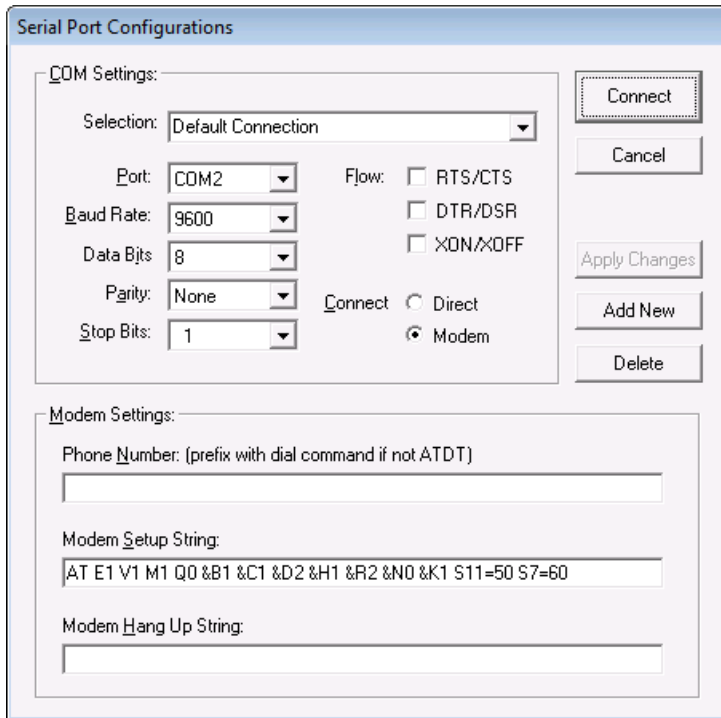 Serial Port Configurations
COM Settings:
Selection: Default Connection
Port: COM2
Baud Rate: 9600
Data Bits 8
Parity: None
Stop Bits: 1
Flow: RTS/CTS
DTR/DSR
XON/XOFF
Connect Direct
Modem
Connect
Cancel
Apply Changes
Add New
Delete
Modem Settings:
Phone Number: (prefix with dial command if not ATDT)
Modem Setup String:
AT E1 V1 M1 Q0 &B1 &C1 &D2 &H1 &R2 &N0 &K1 S11=50 S7=60
Modem Hang Up String: